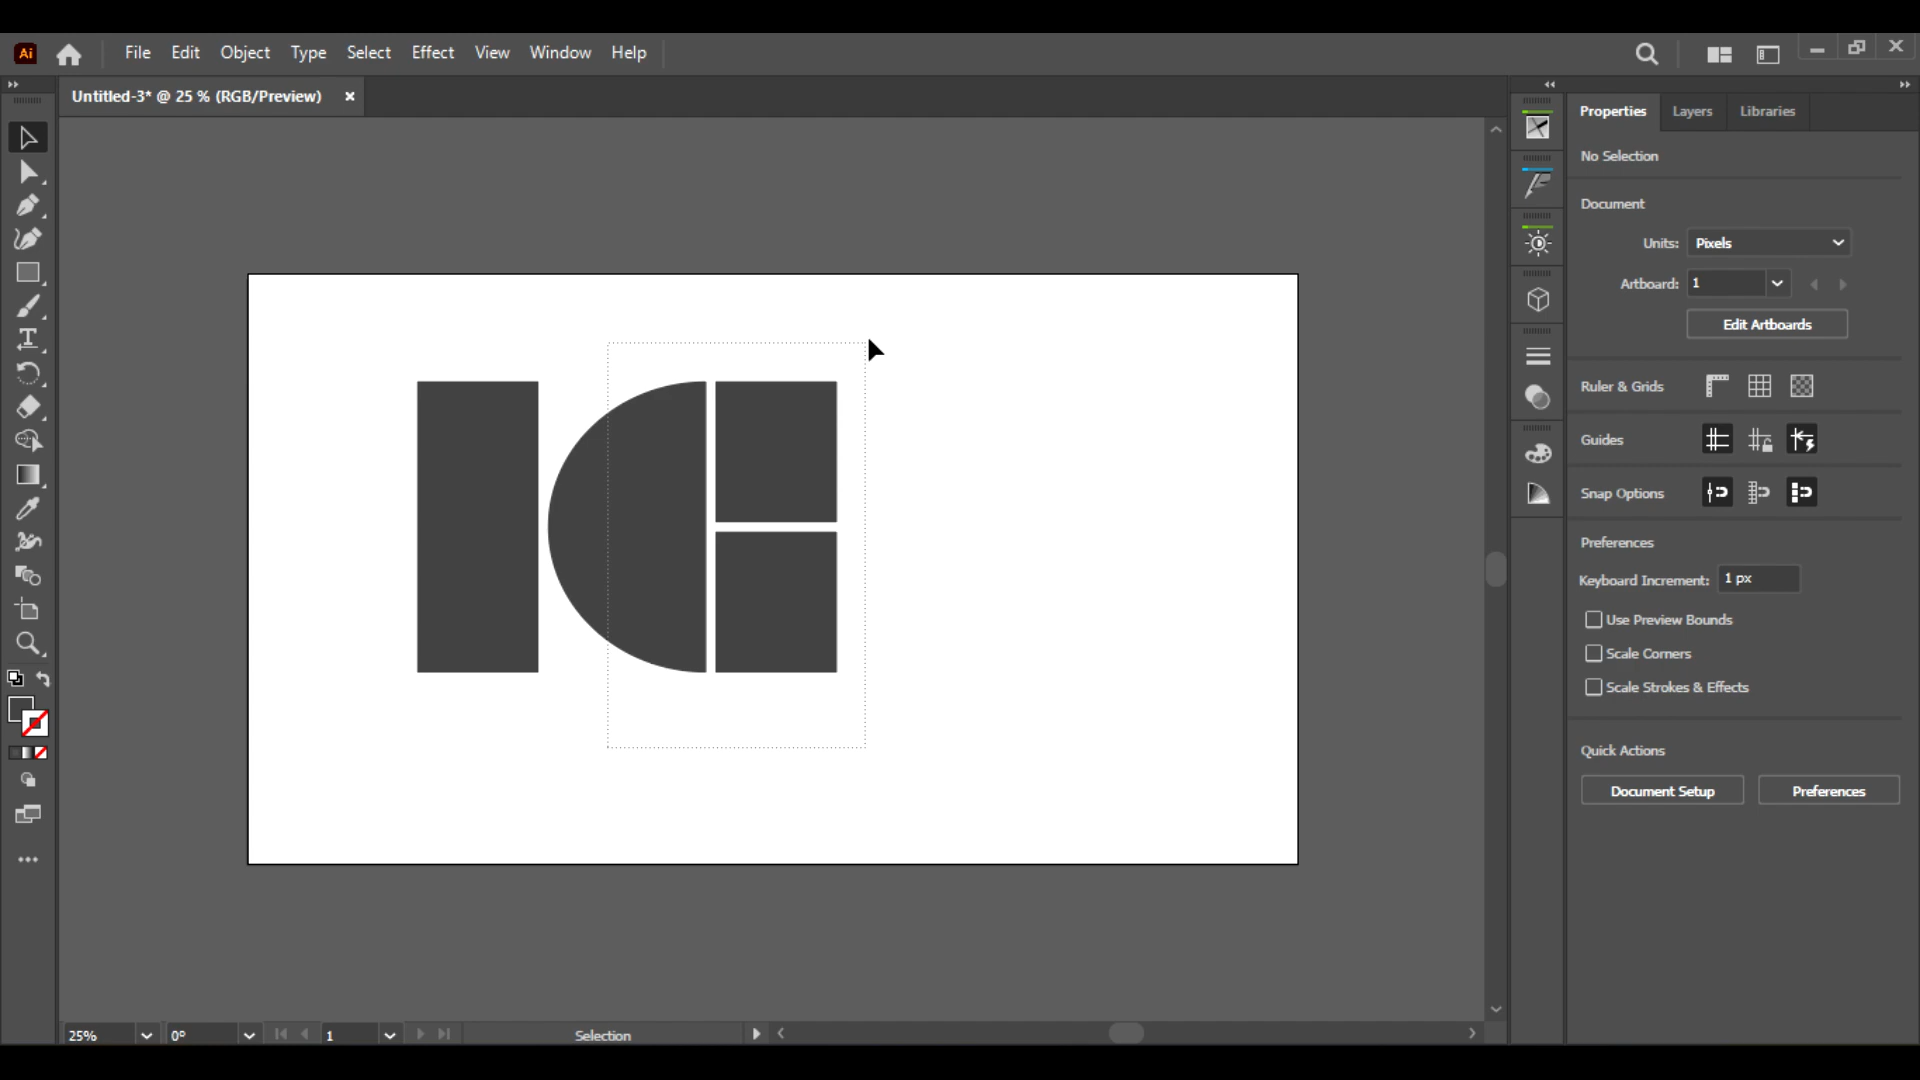 Ai File Edit Object Type Select Effect View Window Help
Untitled-3* @ 25 % (RGB/Preview) ×
Properties Layers Libraries
No Selection
Document
Units: Pixels
Artboard: 1
Edit Artboards
Ruler & Grids
Guides
Snap Options
Preferences
Keyboard Increment: 1 px
Use Preview Bounds
Scale Corners
Scale Strokes & Effects
Quick Actions
Document Setup Preferences
25% 0° 1 Selection